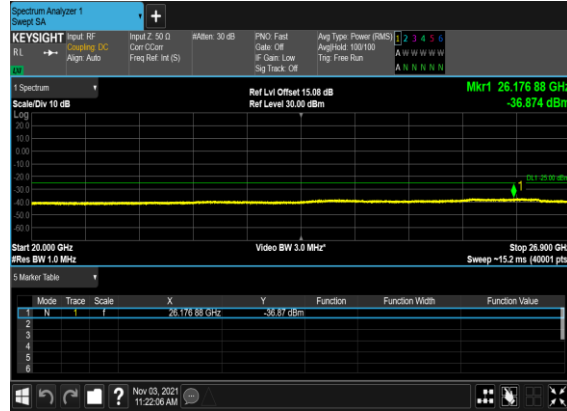 Spectrum Analyzer 1
Swept SA
+
KEYSIGHT Input: RF Input Z: 50 Ω #Atten: 30 dB PNO: Fast Avg Type: Power (RMS) 1 2 3 4 5 6
RL Coupling: DC Corr CCorr Gate: Off Avg|Hold: 100/100 A W W W W W
Align: Auto Freq Ref: Int (S) IF Gain: Low Trig: Free Run
Sig Track: Off A N N N N N
LW
1 Spectrum Ref Lvl Offset 15.08 dB Mkr1 26.176 88 GHz
Scale/Div 10 dB Ref Level 30.00 dBm -36.874 dBm
Log
20.0
10.0
0.00
-10.0
-20.0
DL1 -25.00 dBm
1
-30.0
-40.0
-50.0
-60.0
Start 20.000 GHz Video BW 3.0 MHz* Stop 26.900 GHz
#Res BW 1.0 MHz Sweep ~15.2 ms (40001 pts)
5 Marker Table
Mode Trace Scale X Y Function Function Width Function Value
1 N 1 f 26.176 88 GHz -36.87 dBm
2
3
4
5
6
? Nov 03, 2021
11:22:06 AM